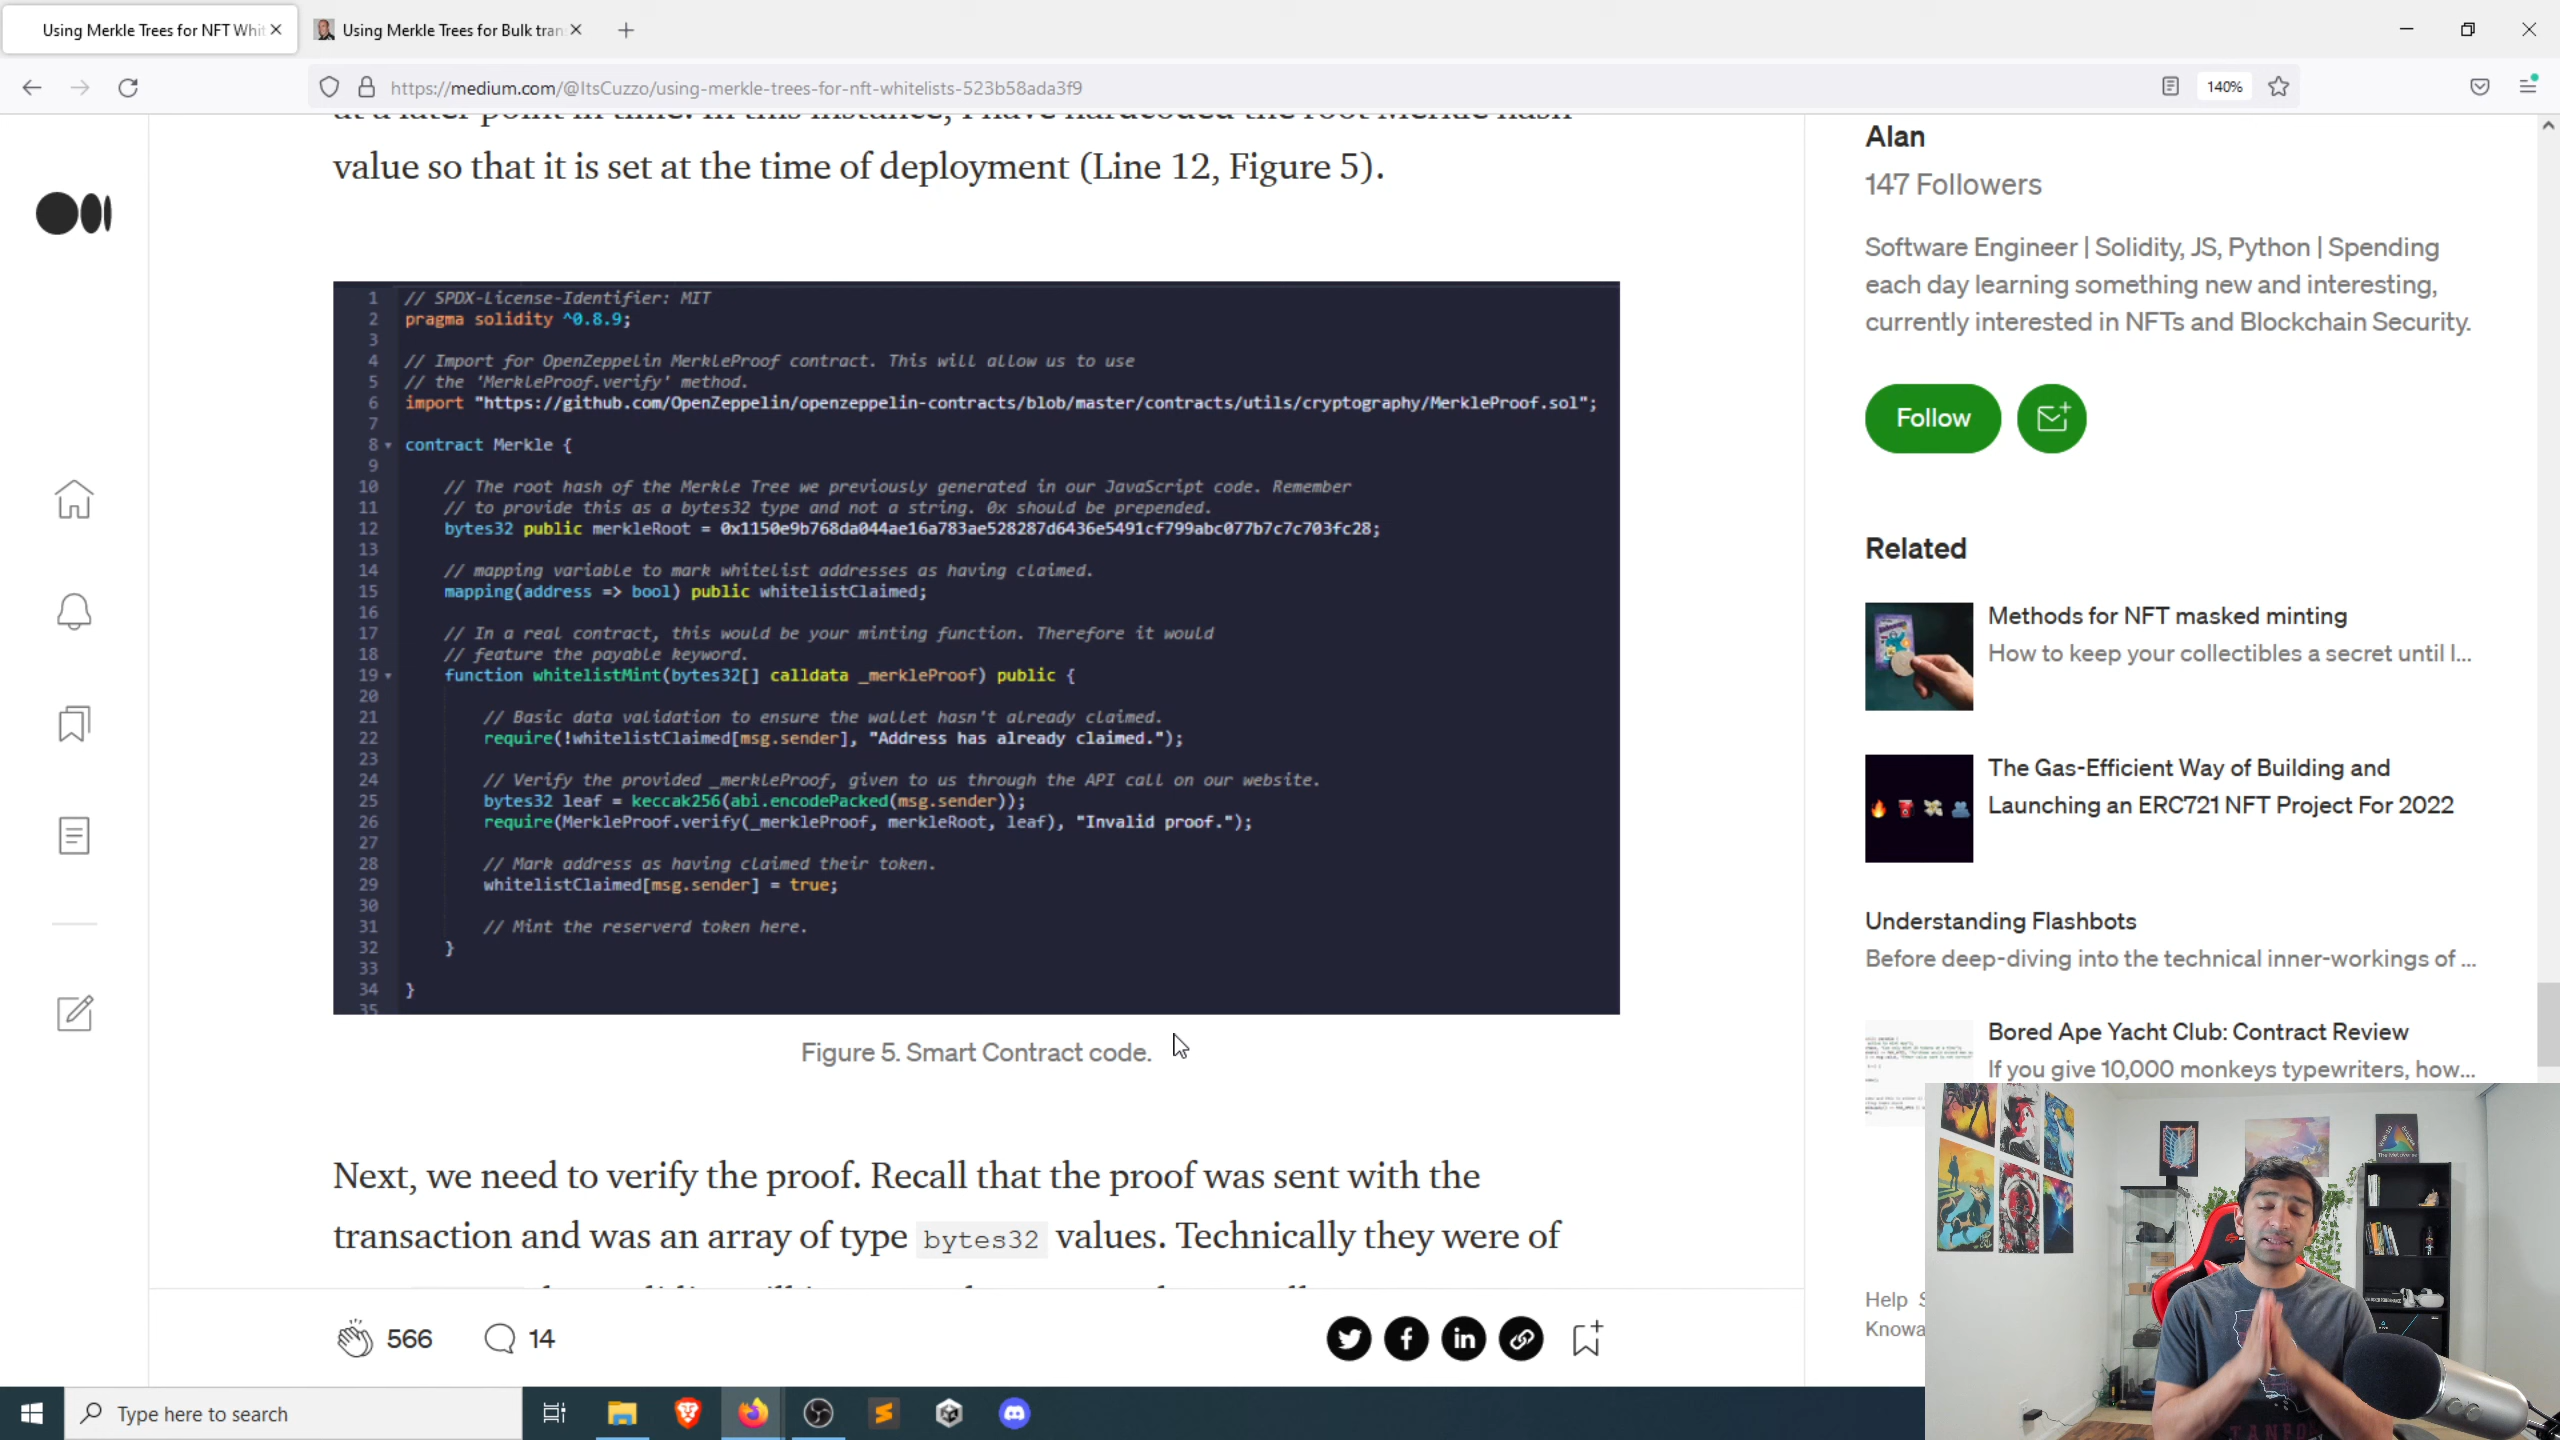 Using Merkle Trees for NFT Whit
Using Merkle Trees for Bulk tran
https://medium.com/@ItsCuzzo/using-merkle-trees-for-nft-whitelists-523b58ada3f9
140%
at a later point in time. In this instance, I have hardcoded the root Merkle hash
value so that it is set at the time of deployment (Line 12, Figure 5).
1 // SPDX-License-Identifier: MIT
2 pragma solidity ^0.8.9;
3
4 // Import for OpenZeppelin MerkleProof contract. This will allow us to use
5 // the 'MerkleProof.verify' method.
6 import "https://github.com/OpenZeppelin/openzeppelin-contracts/blob/master/contracts/utils/cryptography/MerkleProof.sol";
7
8 contract Merkle {
9
10 // The root hash of the Merkle Tree we previously generated in our JavaScript code. Remember
11 // to provide this as a bytes32 type and not a string. 0x should be prepended.
12 bytes32 public merkleRoot = 0x1150e9b768da044ae16a783ae528287d6436e5491cf799abc077b7c7c703fc28;
13
14 // mapping variable to mark whitelist addresses as having claimed.
15 mapping(address => bool) public whitelistClaimed;
16
17 // In a real contract, this would be your minting function. Therefore it would
18 // feature the payable keyword.
19 function whitelistMint(bytes32[] calldata _merkleProof) public {
20
21 // Basic data validation to ensure the wallet hasn't already claimed.
22 require(!whitelistClaimed[msg.sender], "Address has already claimed.");
23
24 // Verify the provided _merkleProof, given to us through the API call on our website.
25 bytes32 leaf = keccak256(abi.encodePacked(msg.sender));
26 require(MerkleProof.verify(_merkleProof, merkleRoot, leaf), "Invalid proof.");
27
28 // Mark address as having claimed their token.
29 whitelistClaimed[msg.sender] = true;
30
31 // Mint the reserverd token here.
32 }
33
34 }
35
Figure 5. Smart Contract code.
Next, we need to verify the proof. Recall that the proof was sent with the
transaction and was an array of type bytes32 values. Technically they were of
566
14
Alan
147 Followers
Software Engineer | Solidity, JS, Python | Spending
each day learning something new and interesting,
currently interested in NFTs and Blockchain Security.
Follow
Related
Methods for NFT masked minting
How to keep your collectibles a secret until l...
The Gas-Efficient Way of Building and
Launching an ERC721 NFT Project For 2022
Understanding Flashbots
Before deep-diving into the technical inner-workings of ...
Bored Ape Yacht Club: Contract Review
If you give 10,000 monkeys typewriters, how...
Help
Knowa
Type here to search